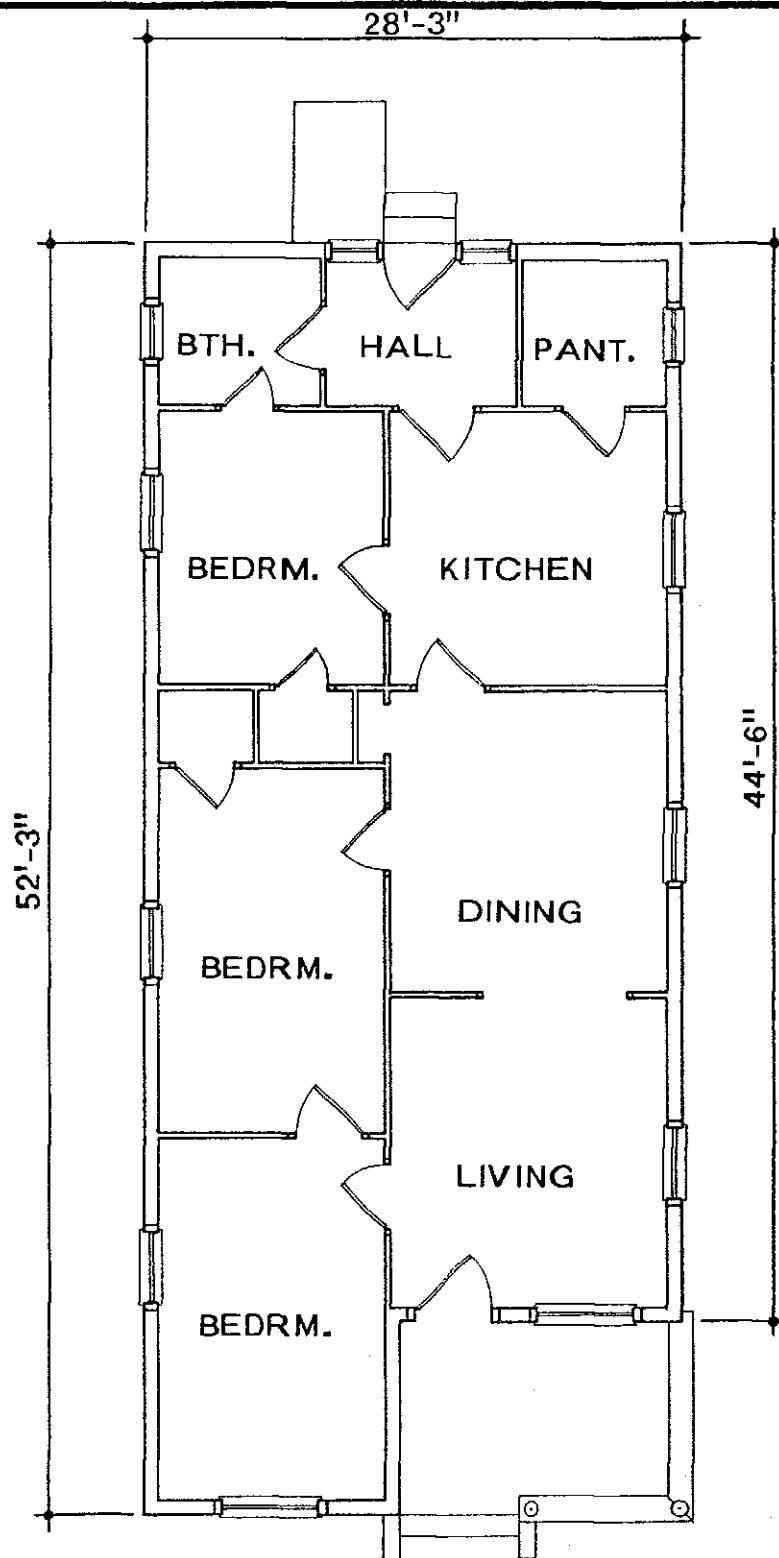 28'-3"
BTH.
HALL
PANT.
BEDRM.
KITCHEN
44'-6"
52'-3"
DINING
BEDRM.
LIVING
BEDRM.